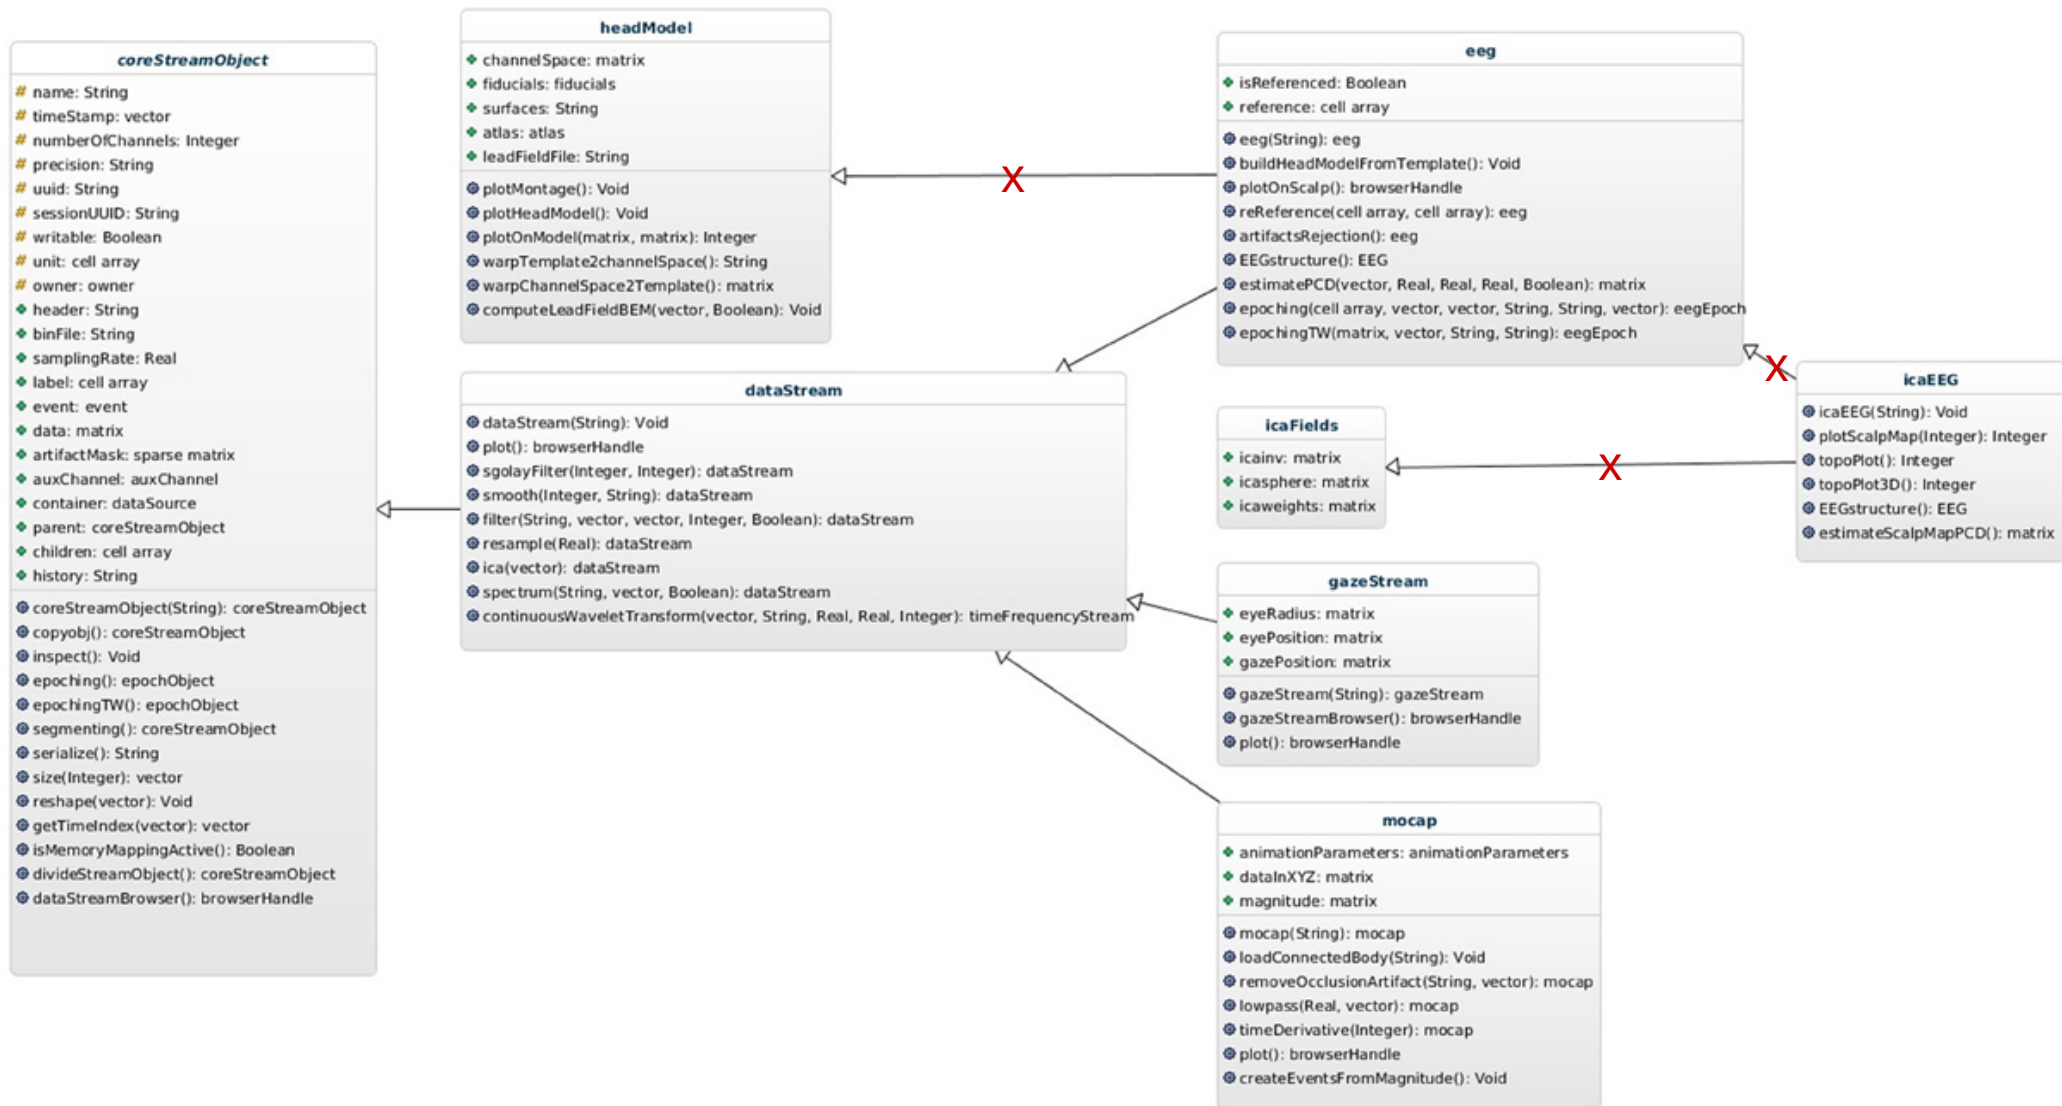 coreStreamObject
name: String
timeStamp: vector
numberOfChannels: Integer
precision: String
uuid: String
sessionUUID: String
writable: Boolean
unit: cell array
owner: owner
header: String
binFile: String
samplingRate: Real
label: cell array
event: event
data: matrix
artifactMask: sparse matrix
auxChannel: auxChannel
container: dataSource
parent: coreStreamObject
children: cell array
history: String
coreStreamObject(String): coreStreamObject
copyobj(): coreStreamObject
inspect(): Void
epoching(): epochObject
epochingTW(): epochObject
segmenting(): coreStreamObject
serialize(): String
size(Integer): vector
reshape(vector): Void
getTimeIndex(vector): vector
isMemoryMappingActive(): Boolean
divideStreamObject(): coreStreamObject
dataStreamBrowser(): browserHandle
headModel
channelSpace: matrix
fiducials: fiducials
surfaces: String
atlas: atlas
leadFieldFile: String
plotMontage(): Void
plotHeadModel(): Void
plotOnModel(matrix, matrix): Integer
warpTemplate2channelSpace(): String
warpChannelSpace2Template(): matrix
computeLeadFieldBEM(vector, Boolean): Void
dataStream
dataStream(String): Void
plot(): browserHandle
sgolayFilter(Integer, Integer): dataStream
smooth(Integer, String): dataStream
filter(String, vector, vector, Integer, Boolean): dataStream
resample(Real): dataStream
ica(vector): dataStream
spectrum(String, vector, Boolean): dataStream
continuousWaveletTransform(vector, String, Real, Real, Integer): timeFrequencyStream
X
eeg
isReferenced: Boolean
reference: cell array
eeg(String): eeg
buildHeadModelFromTemplate(): Void
plotOnScalp(): browserHandle
reReference(cell array, cell array): eeg
artifactsRejection(): eeg
EEGstructure(): EEG
estimatePCD(vector, Real, Real, Real, Boolean): matrix
epoching(cell array, vector, vector, String, String, vector): eegEpoch
epochingTW(matrix, vector, String, String): eegEpoch
X
icaEEG
icaEEG(String): Void
plotScalpMap(Integer): Integer
topoPlot(): Integer
topoPlot3D(): Integer
EEGstructure(): EEG
estimateScalpMapPCD(): matrix
icaFields
icainv: matrix
icasphere: matrix
icaweights: matrix
X
gazeStream
eyeRadius: matrix
eyePosition: matrix
gazePosition: matrix
gazeStream(String): gazeStream
gazeStreamBrowser(): browserHandle
plot(): browserHandle
mocap
animationParameters: animationParameters
dataInXYZ: matrix
magnitude: matrix
mocap(String): mocap
loadConnectedBody(String): Void
removeOcclusionArtifact(String, vector): mocap
lowpass(Real, vector): mocap
timeDerivative(Integer): mocap
plot(): browserHandle
createEventsFromMagnitude(): Void